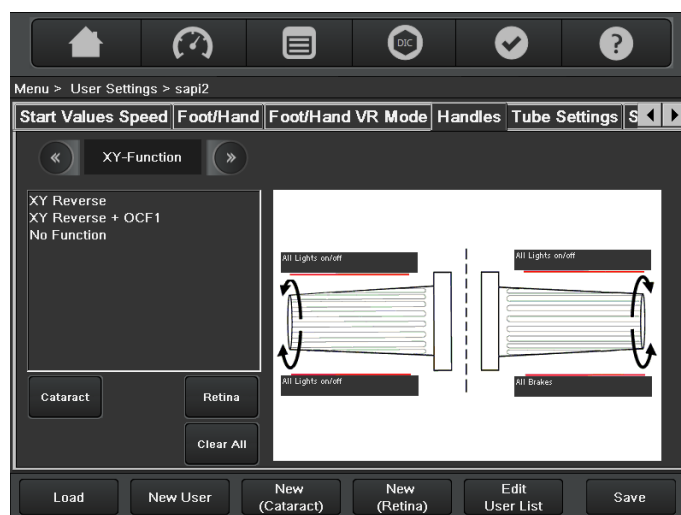 DIC
?
Menu > User Settings > sapi2
Start Values Speed Foot/Hand Foot/Hand VR Mode Handles Tube Settings S
« XY-Function »
XY Reverse
XY Reverse + OCF1
No Function
All Lights on/off
All Lights on/off
All Lights on/off
All Brakes
Cataract
Retina
Clear All
Load
New User
New
(Cataract)
New
(Retina)
Edit
User List
Save